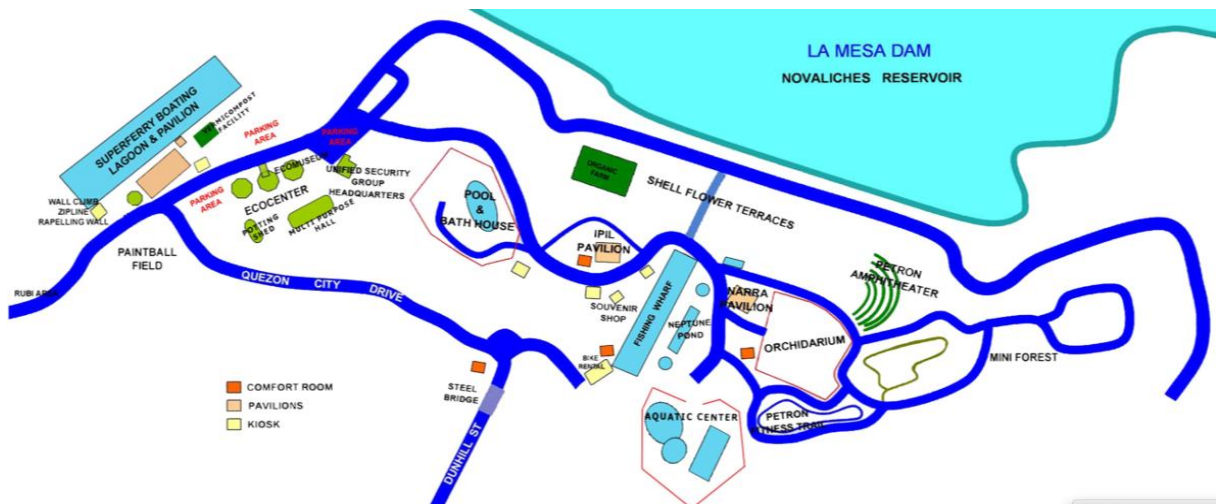 LA MESA DAM
NOVALICHES RESERVOIR
SUPERFERRY BOATING
LAGOON & PAVILION
VERMICOMPOST
FACILITY
PARKING
AREA
PARKING
AREA
PARKING
AREA
ECOMUSEUM
UNIFIED SECURITY
GROUP
HEADQUARTERS
ECOCENTER
POTTING
SHED
MULTI PURPOSE
HALL
WALL CLIMB
ZIPLINE
RAPELLING WALL
PAINTBALL
FIELD
RUBI AREA
QUEZON CITY DRIVE
POOL
&
BATH HOUSE
ORGANIC
FARM
SHELL FLOWER TERRACES
IPIL
PAVILION
SOUVENIR
SHOP
FISHING WHARF
NEPTUNE
POND
NARRA
PAVILION
PETRON
AMPHITHEATER
ORCHIDARIUM
MINI FOREST
BIKE
RENTAL
STEEL
BRIDGE
DUNHILL ST
AQUATIC CENTER
PETRON
FITNESS TRAIL
COMFORT ROOM
PAVILIONS
KIOSK